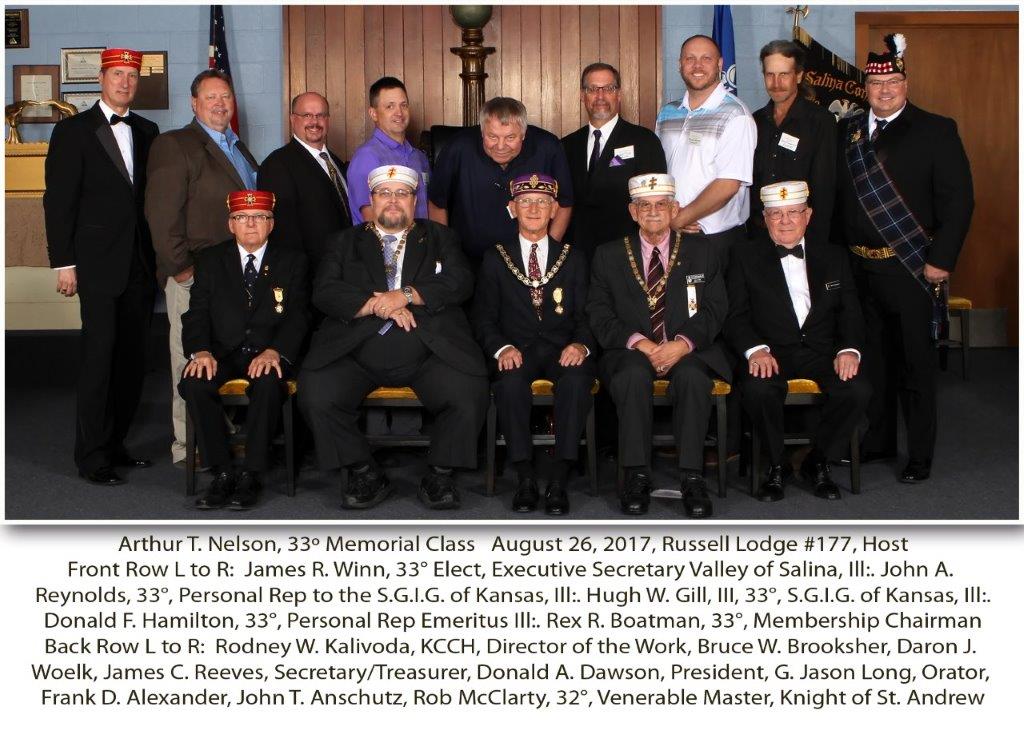 Salina Con
Arthur T. Nelson, 33º Memorial Class August 26, 2017, Russell Lodge #177, Host
Front Row L to R: James R. Winn, 33° Elect, Executive Secretary Valley of Salina, Ill:. John A.
Reynolds, 33°, Personal Rep to the S.G.I.G. of Kansas, Ill:. Hugh W. Gill, III, 33°, S.G.I.G. of Kansas, Ill:.
Donald F. Hamilton, 33°, Personal Rep Emeritus Ill:. Rex R. Boatman, 33°, Membership Chairman
Back Row L to R: Rodney W. Kalivoda, KCCH, Director of the Work, Bruce W. Brooksher, Daron J.
Woelk, James C. Reeves, Secretary/Treasurer, Donald A. Dawson, President, G. Jason Long, Orator,
Frank D. Alexander, John T. Anschutz, Rob McClarty, 32°, Venerable Master, Knight of St. Andrew